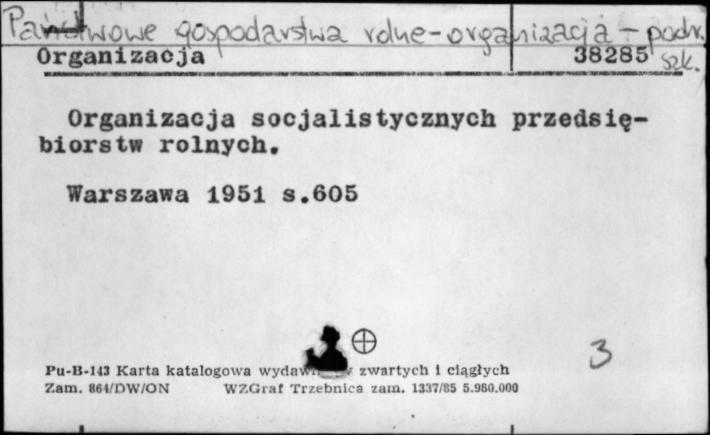 Państwowe gospodarstwa rolne - organizacja - podr.
szk.
Organizacja 38285
Organizacja socjalistycznych przedsię-
biorstw rolnych.
Warszawa 1951 s.605
3
Pu-B-143 Karta katalogowa zwartych i ciągłych
Zam. 864/DW/ON WZGraf Trzebnica zam. 1337/85 5.980.000